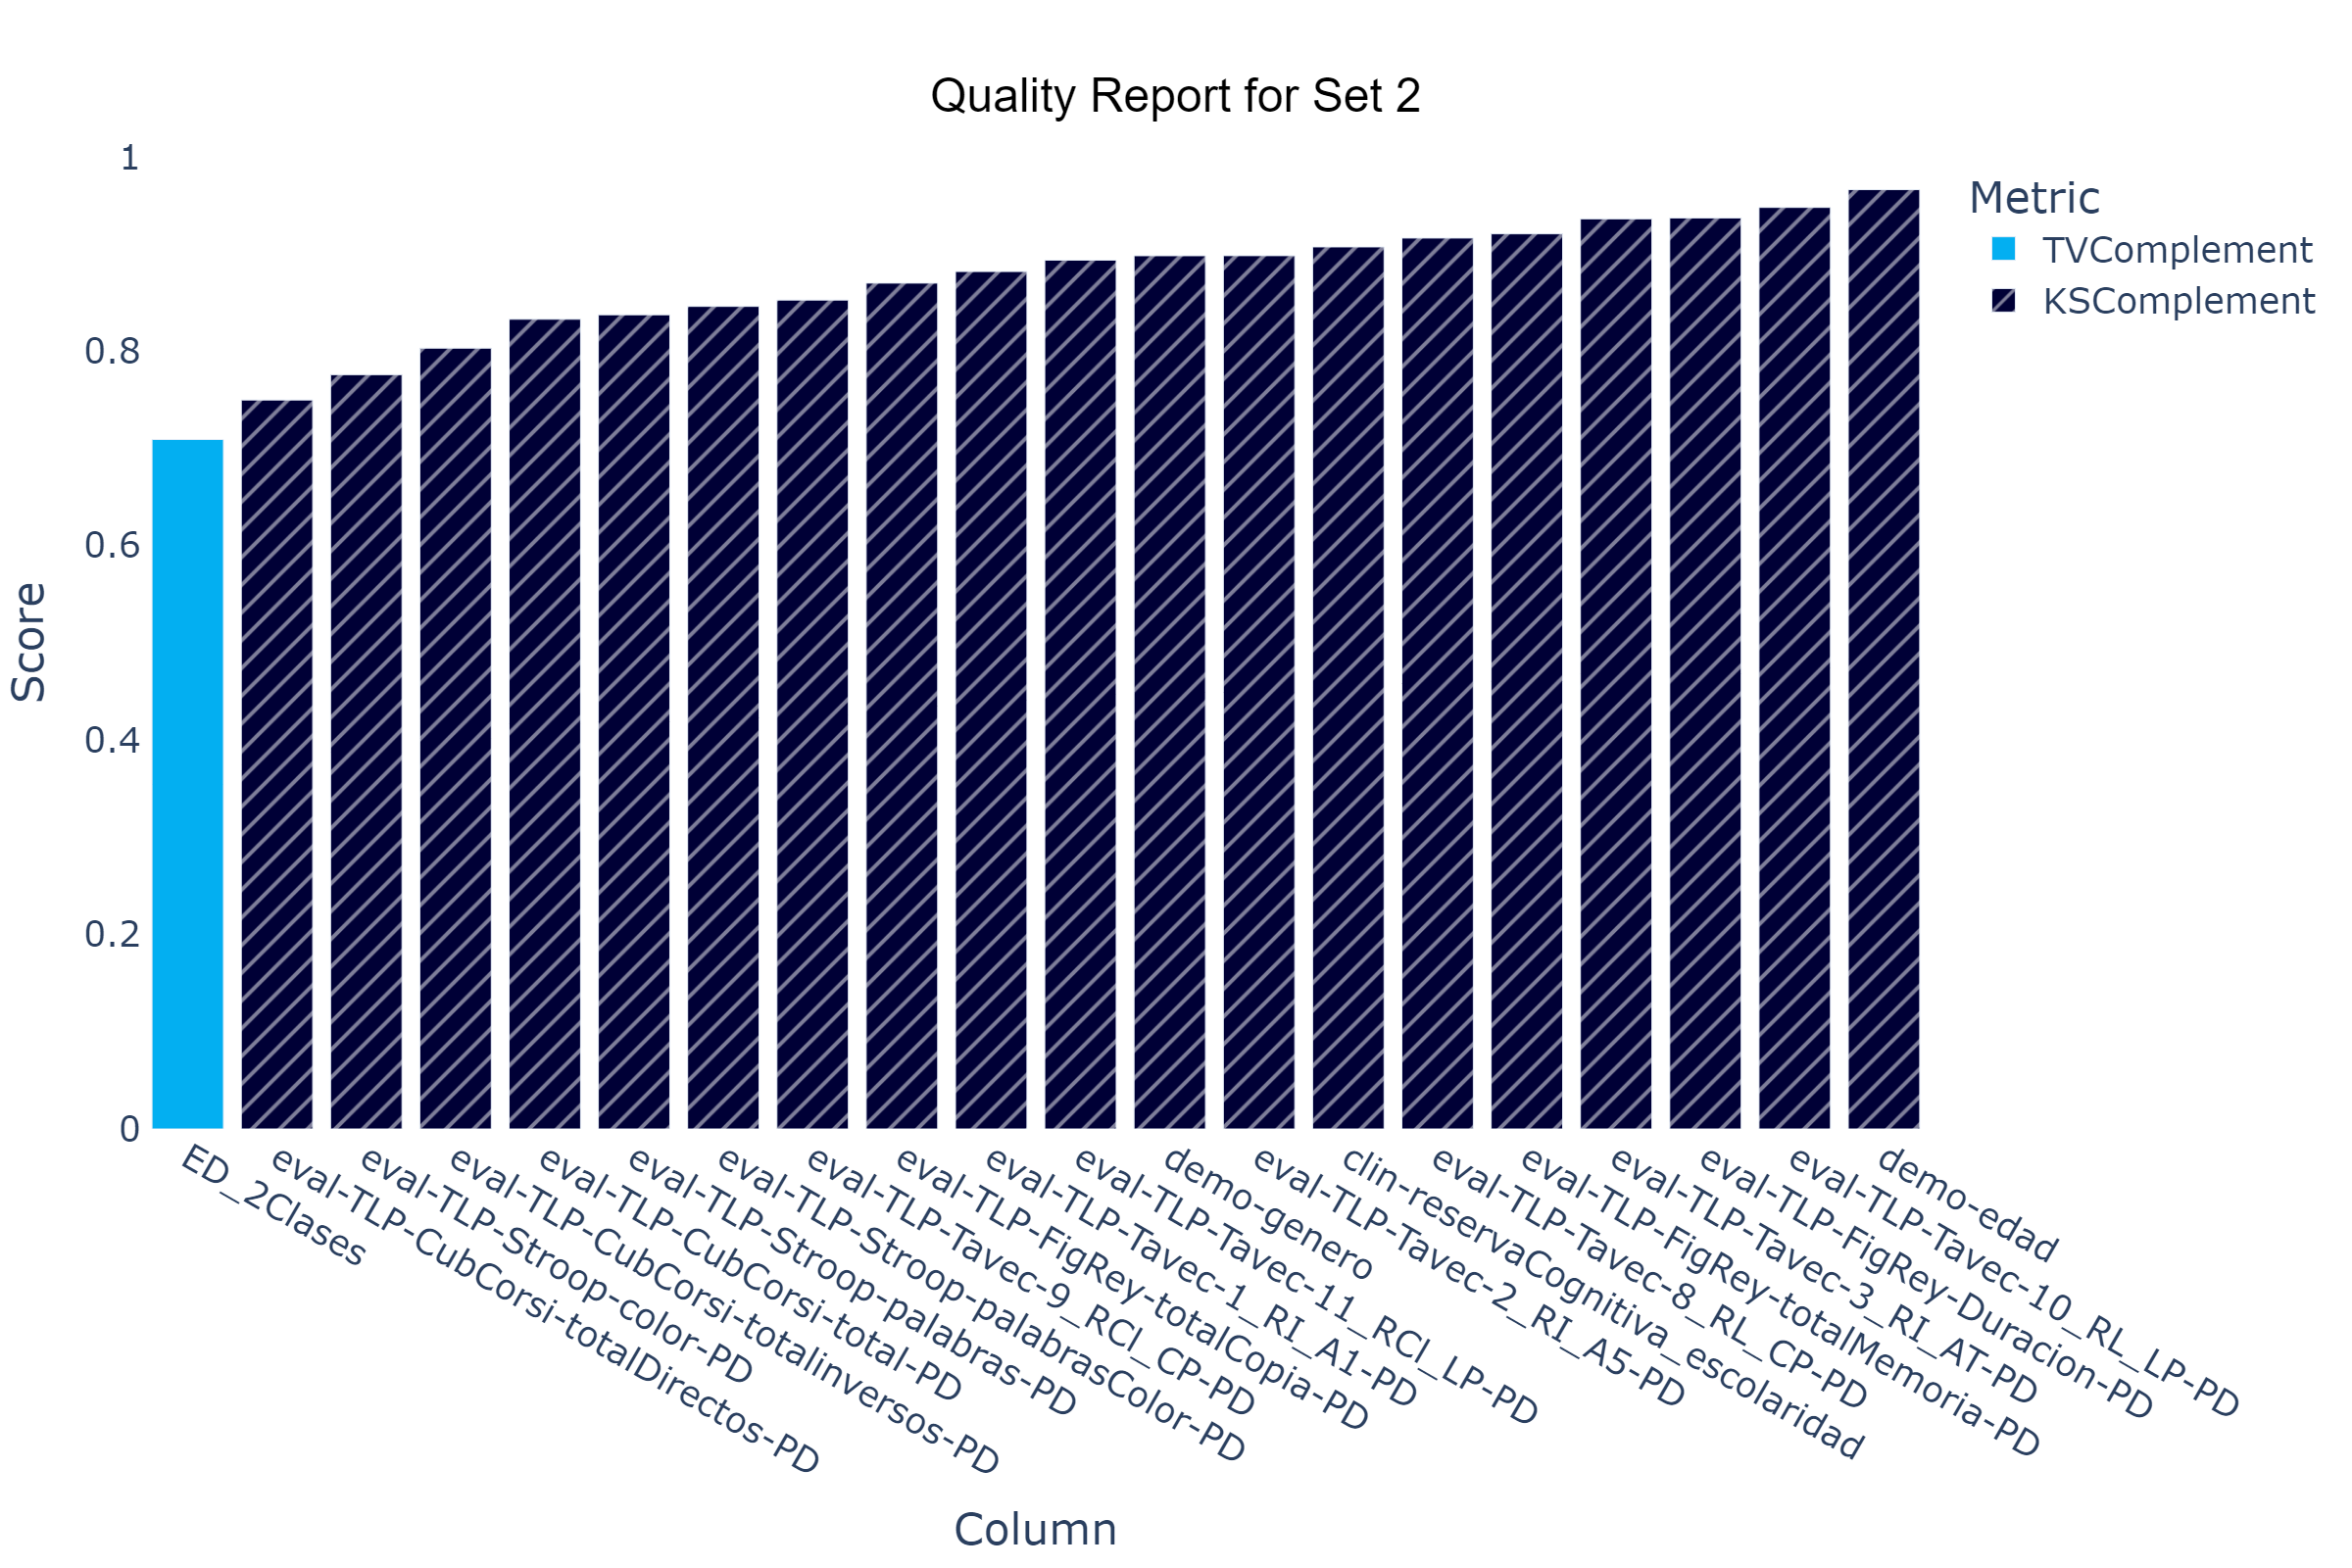 Quality Report for Set 2
1
0.8
0.6
0.4
0.2
0
Score
Metric
TVComplement
KSComplement
ED_2Clases
eval-TLP-CubCorsi-totalDirectos-PD
eval-TLP-Stroop-color-PD
eval-TLP-CubCorsi-totalinversos-PD
eval-TLP-CubCorsi-total-PD
eval-TLP-Stroop-palabras-PD
eval-TLP-Stroop-palabrasColor-PD
eval-TLP-Tavec-9_RCl_CP-PD
eval-TLP-FigRey-totalCopia-PD
eval-TLP-Tavec-1_RI_A1-PD
eval-TLP-Tavec-11_RCl_LP-PD
demo-genero
eval-TLP-Tavec-2_RI_A5-PD
clin-reservaCognitiva_escolaridad
eval-TLP-Tavec-8_RL_CP-PD
eval-TLP-FigRey-totalMemoria-PD
eval-TLP-Tavec-3_RI_AT-PD
eval-TLP-FigRey-Duracion-PD
eval-TLP-Tavec-10_RL_LP-PD
demo-edad
Column